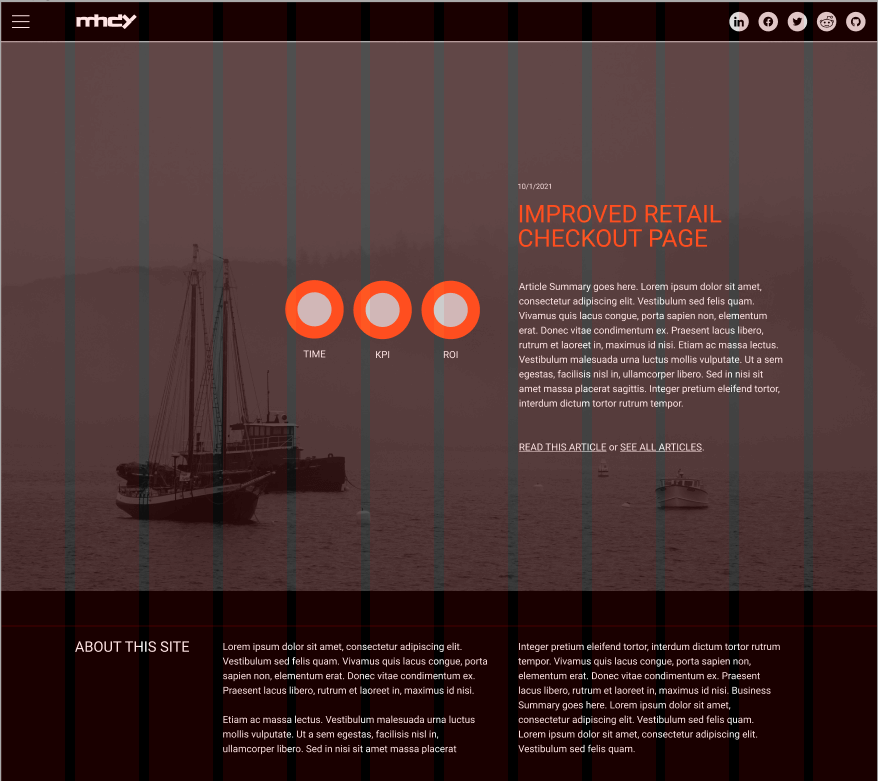 mhdy
10/1/2021
IMPROVED RETAIL
CHECKOUT PAGE
Article Summary goes here. Lorem ipsum dolor sit amet,
consectetur adipiscing elit. Vestibulum sed felis quam.
Vivamus quis lacus congue, porta sapien non, elementum
erat. Donec vitae condimentum ex. Praesent lacus libero,
rutrum et laoreet in, maximus id nisi. Etiam ac massa lectus.
Vestibulum malesuada urna luctus mollis vulputate. Ut a sem
egestas, facilisis nisl in, ullamcorper libero. Sed in nisi sit
amet massa placerat sagittis. Integer pretium eleifend tortor,
interdum dictum tortor rutrum tempor.
TIME
KPI
ROI
READ THIS ARTICLE or SEE ALL ARTICLES.
ABOUT THIS SITE
Lorem ipsum dolor sit amet, consectetur adipiscing elit.
Vestibulum sed felis quam. Vivamus quis lacus congue, porta
sapien non, elementum erat. Donec vitae condimentum ex.
Praesent lacus libero, rutrum et laoreet in, maximus id nisi.
Etiam ac massa lectus. Vestibulum malesuada urna luctus
mollis vulputate. Ut a sem egestas, facilisis nisl in,
ullamcorper libero. Sed in nisi sit amet massa placerat
Integer pretium eleifend tortor, interdum dictum tortor rutrum
tempor. Vivamus quis lacus congue, porta sapien non,
elementum erat. Donec vitae condimentum ex. Praesent
lacus libero, rutrum et laoreet in, maximus id nisi. Business
Summary goes here. Lorem ipsum dolor sit amet,
consectetur adipiscing elit. Vestibulum sed felis quam.
Lorem ipsum dolor sit amet, consectetur adipiscing elit.
Vestibulum sed felis quam.